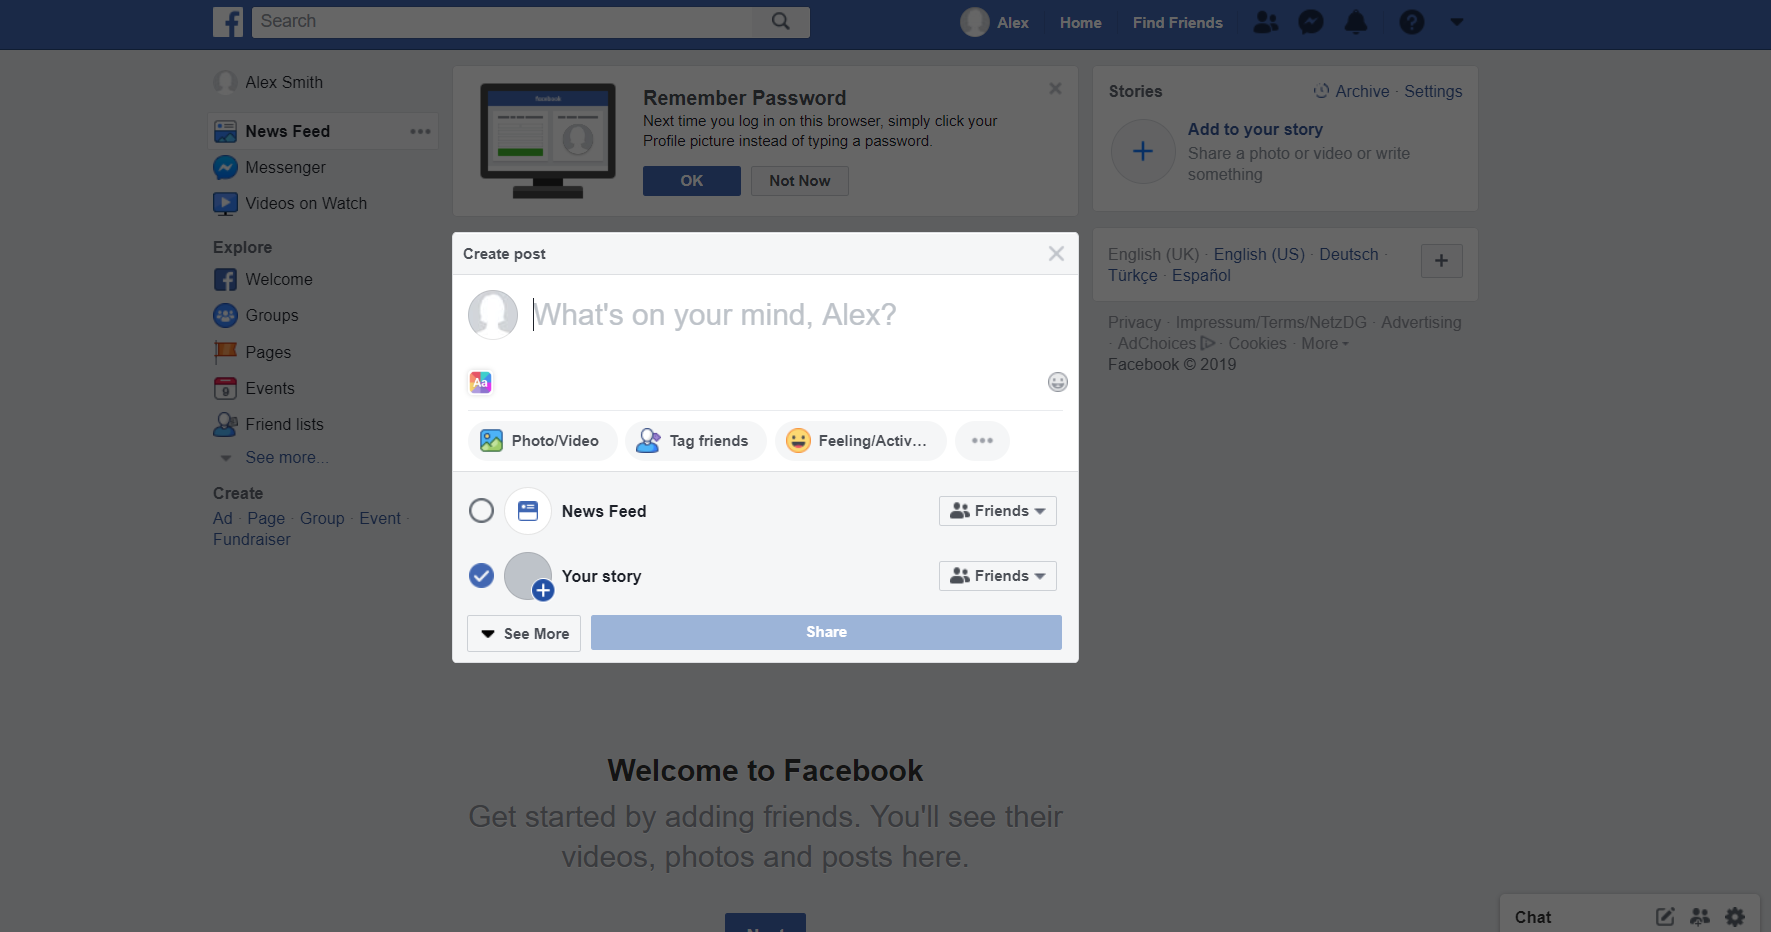 Search
Alex
Home
Find Friends
Alex Smith
News Feed
Messenger
Videos on Watch
Explore
Welcome
Groups
Pages
Events
Friend lists
See more...
Create
Ad · Page · Group · Event ·
Fundraiser
facebook
Remember Password
Next time you log in on this browser, simply click your
Profile picture instead of typing a password.
OK
Not Now
Create post
What's on your mind, Alex?
Aa
Photo/Video
Tag friends
Feeling/Activ...
News Feed
Friends
Your story
Friends
See More
Share
Welcome to Facebook
Get started by adding friends. You'll see their
videos, photos and posts here.
Next
Stories
Archive · Settings
Add to your story
Share a photo or video or write
something
English (UK) · English (US) · Deutsch ·
Türkçe · Español
Privacy · Impressum/Terms/NetzDG · Advertising
· AdChoices · Cookies · More
Facebook © 2019
Chat